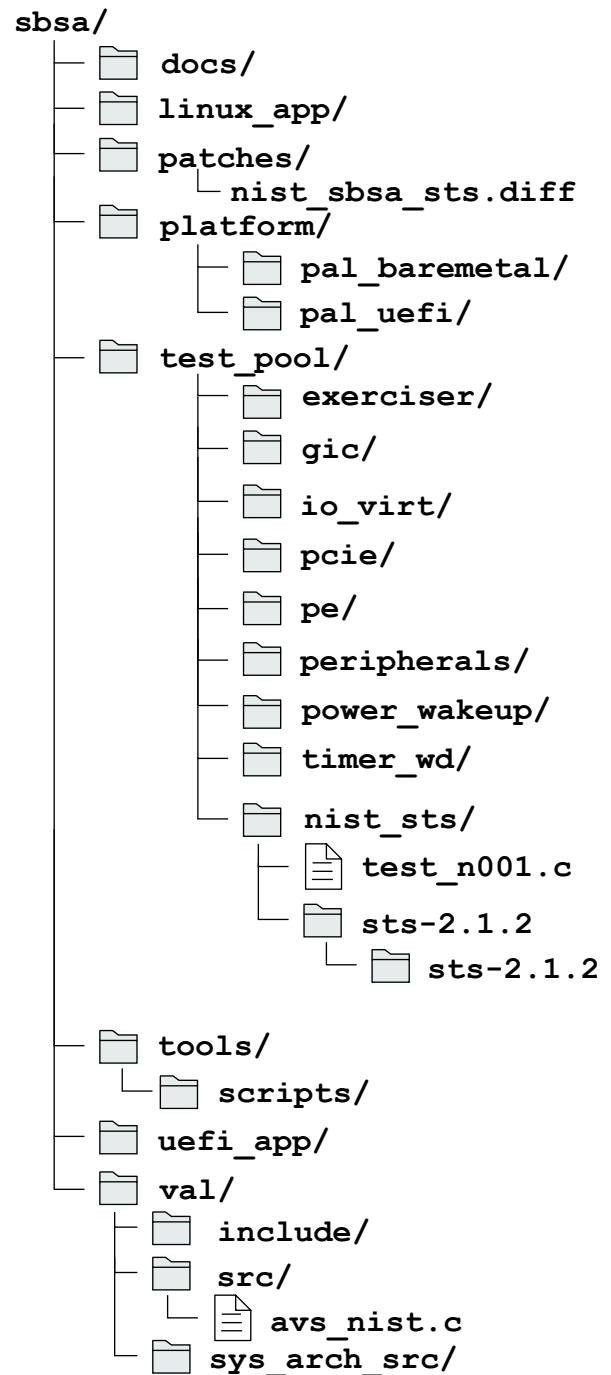 sbsa/
docs/
linux_app/
patches/
nist_sbsa_sts.diff
platform/
pal_baremetal/
pal_uefi/
test_pool/
exerciser/
gic/
io_virt/
pcie/
pe/
peripherals/
power_wakeup/
timer_wd/
nist_sts/
test_n001.c
sts-2.1.2
sts-2.1.2
tools/
scripts/
uefi_app/
val/
include/
src/
avs_nist.c
sys_arch_src/